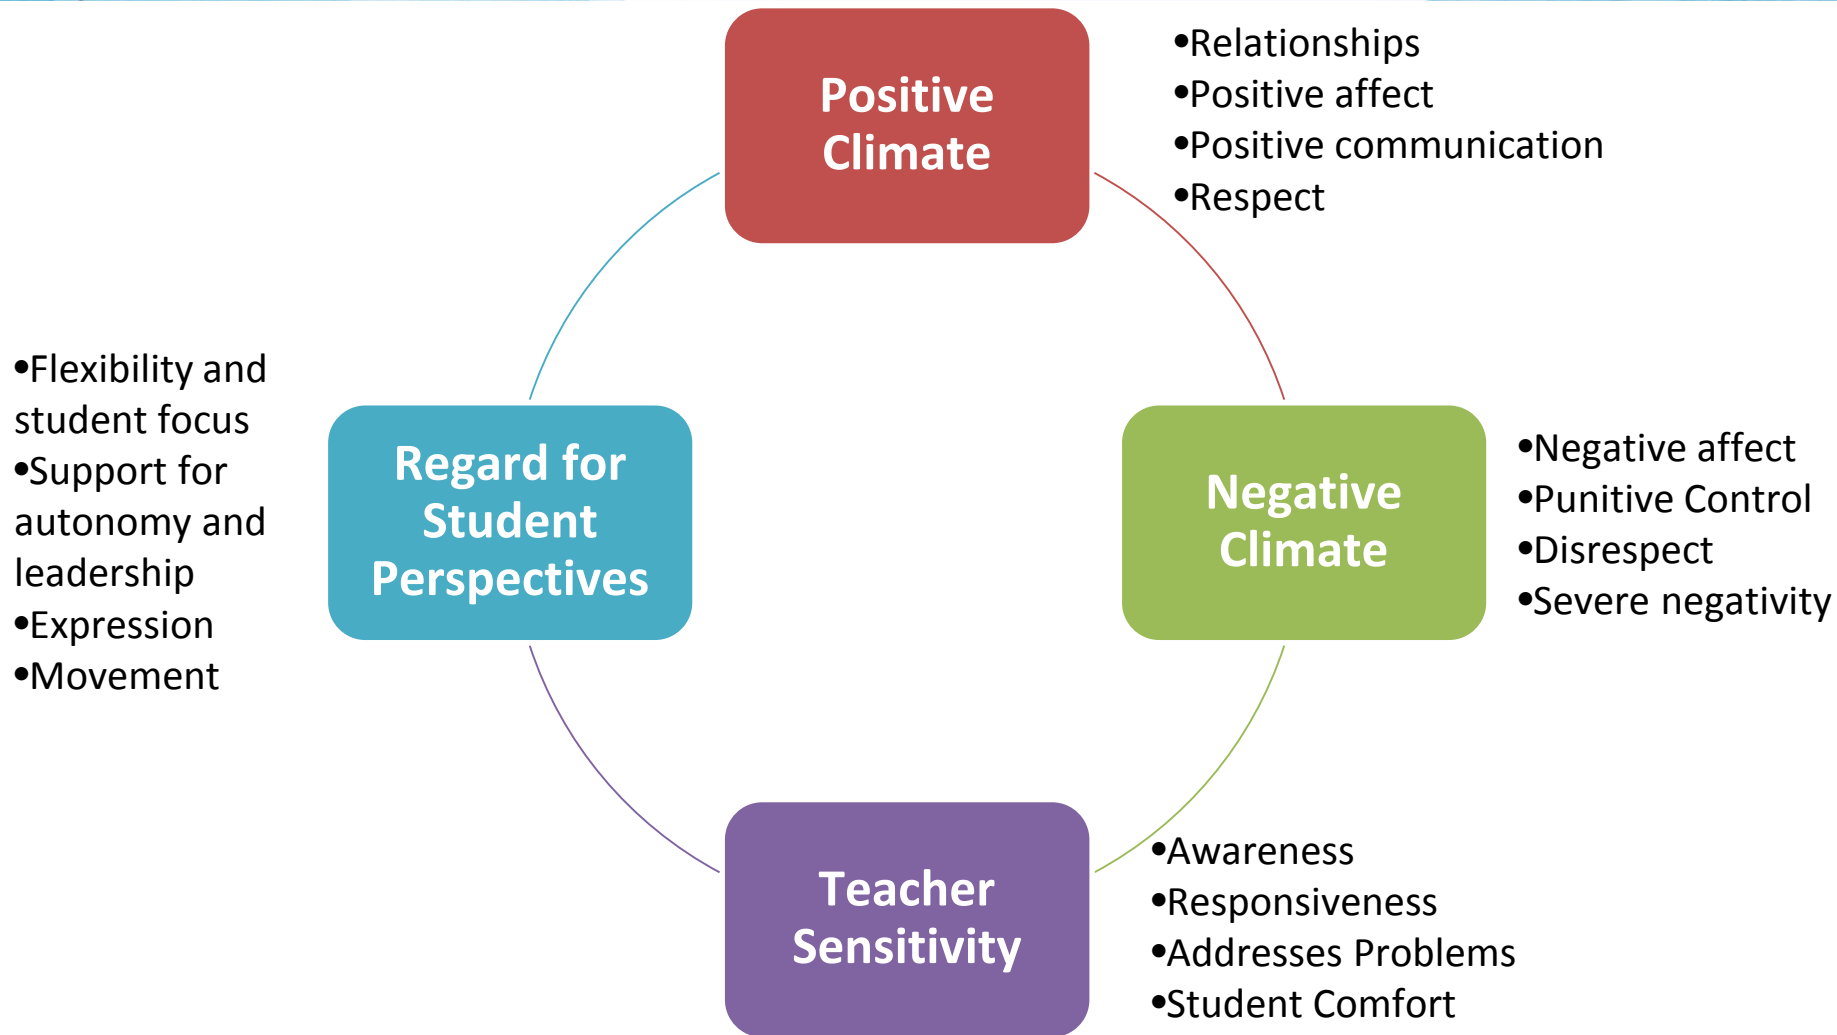 Positive
Climate
•Relationships
•Positive affect
•Positive communication
•Respect
Negative
Climate
•Negative affect
•Punitive Control
•Disrespect
•Severe negativity
Teacher
Sensitivity
•Awareness
•Responsiveness
•Addresses Problems
•Student Comfort
Regard for
Student
Perspectives
•Flexibility and
student focus
•Support for
autonomy and
leadership
•Expression
•Movement